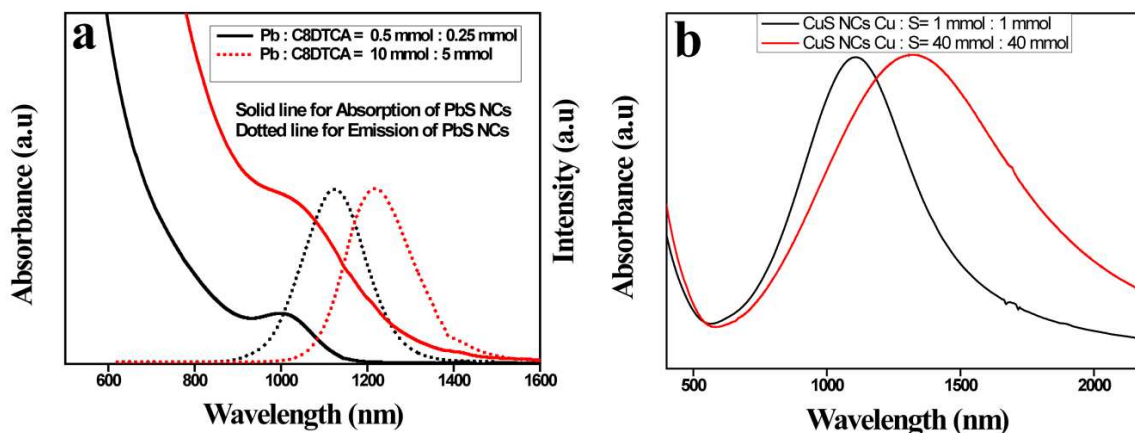 a
Pb : C8DTCA = 0.5 mmol : 0.25 mmol
Pb : C8DTCA = 10 mmol : 5 mmol
Solid line for Absorption of PbS NCs
Dotted line for Emission of PbS NCs
Absorbance (a.u)
Intensity (a.u)
600 800 1000 1200 1400 1600
Wavelength (nm)
b
CuS NCs Cu : S= 1 mmol : 1 mmol
CuS NCs Cu : S= 40 mmol : 40 mmol
Absorbance (a.u)
500 1000 1500 2000
Wavelength (nm)